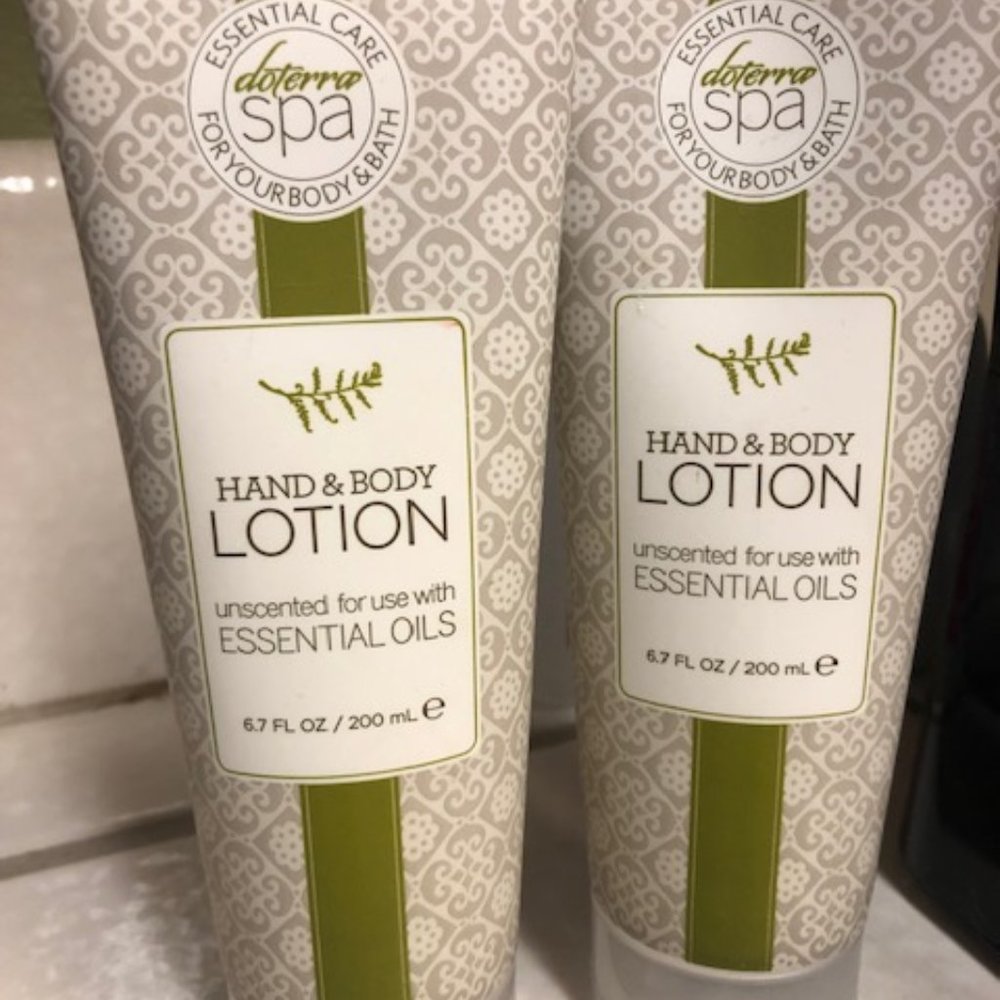 ESSENTIAL CARE
doterra
spa
FOR YOUR BODY & BATH
HAND & BODY
LOTION
unscented for use with
ESSENTIAL OILS
6.7 FL OZ / 200 mL ℮
ESSENTIAL CARE
doterra
spa
FOR YOUR BODY & BATH
HAND & BODY
LOTION
unscented for use with
ESSENTIAL OILS
6.7 FL OZ / 200 mL ℮